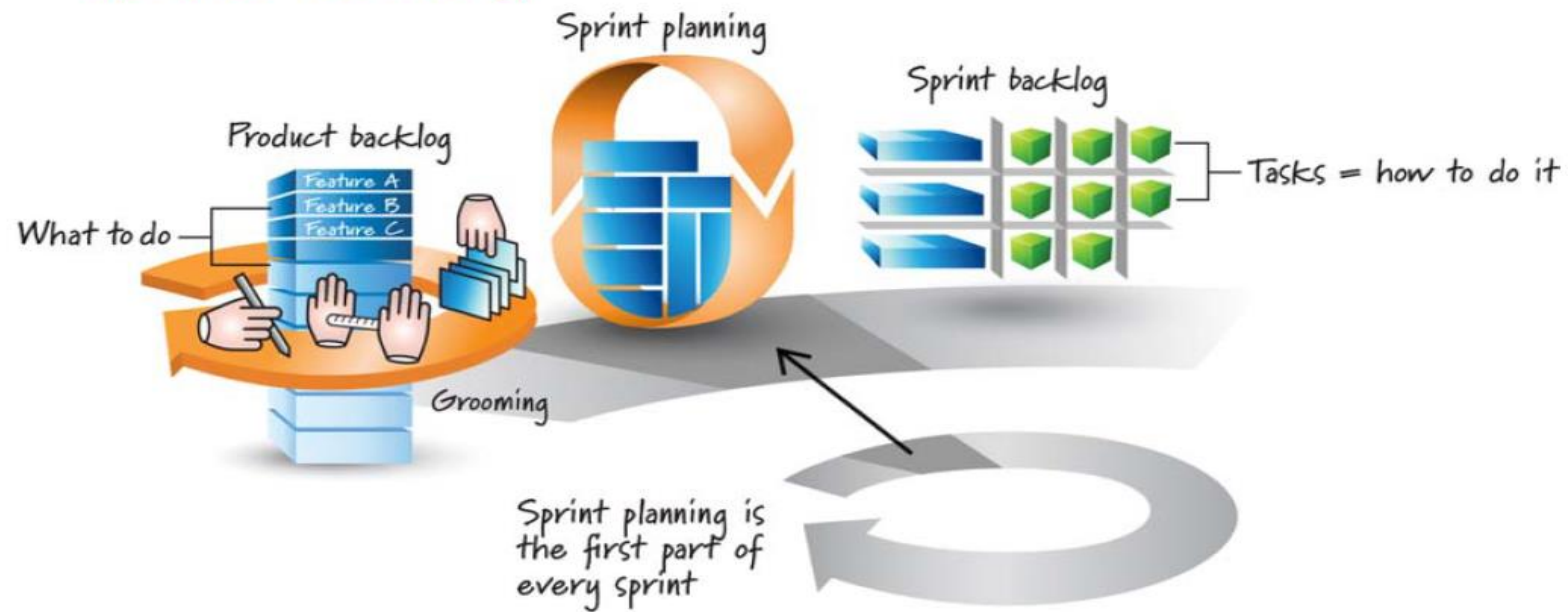 Sprint planning
Sprint backlog
Product backlog
Feature A
Feature B
Feature C
What to do
Tasks = how to do it
Grooming
Sprint planning is
the first part of
every sprint